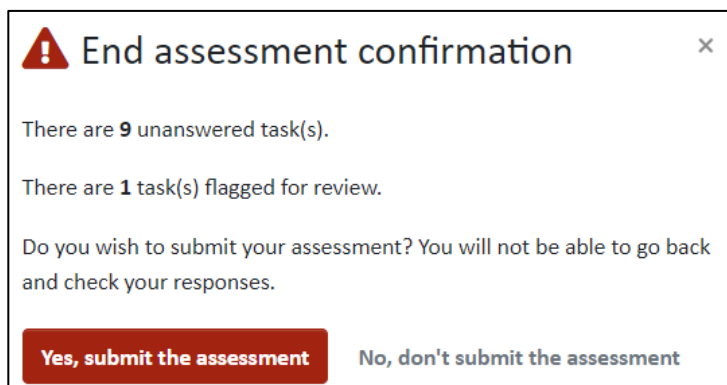 End assessment confirmation ×
There are 9 unanswered task(s).
There are 1 task(s) flagged for review.
Do you wish to submit your assessment? You will not be able to go back
and check your responses.
Yes, submit the assessment No, don't submit the assessment